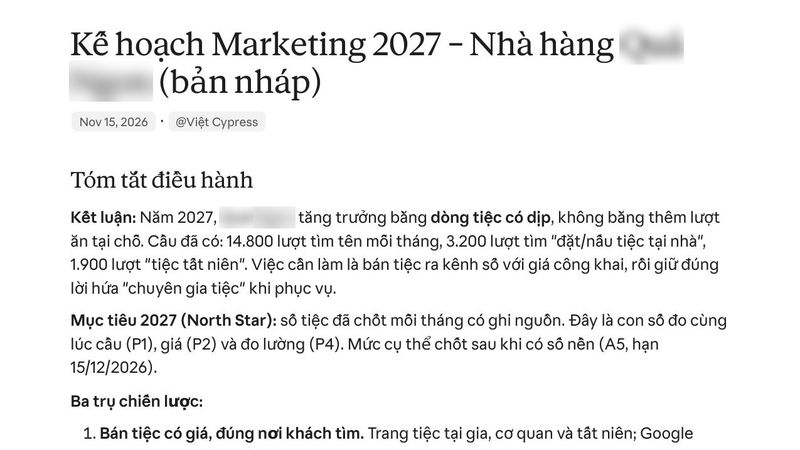 Kế hoạch Marketing 2027 – Nhà hàng
(bản nháp)
Nov 15, 2026 · @Việt Cypress
Tóm tắt điều hành
Kết luận: Năm 2027, tăng trưởng bằng dòng tiệc có dịp, không bằng thêm lượt
ăn tại chỗ. Cầu đã có: 14.800 lượt tìm tên mỗi tháng, 3.200 lượt tìm "đặt/nấu tiệc tại nhà",
1.900 lượt "tiệc tất niên". Việc cần làm là bán tiệc ra kênh số với giá công khai, rồi giữ đúng
lời hứa "chuyên gia tiệc" khi phục vụ.
Mục tiêu 2027 (North Star): số tiệc đã chốt mỗi tháng có ghi nguồn. Đây là con số đo cùng
lúc cầu (P1), giá (P2) và đo lường (P4). Mức cụ thể chốt sau khi có số nền (A5, hạn
15/12/2026).
Ba trụ chiến lược:
1. Bán tiệc có giá, đúng nơi khách tìm. Trang tiệc tại gia, cơ quan và tất niên; Google